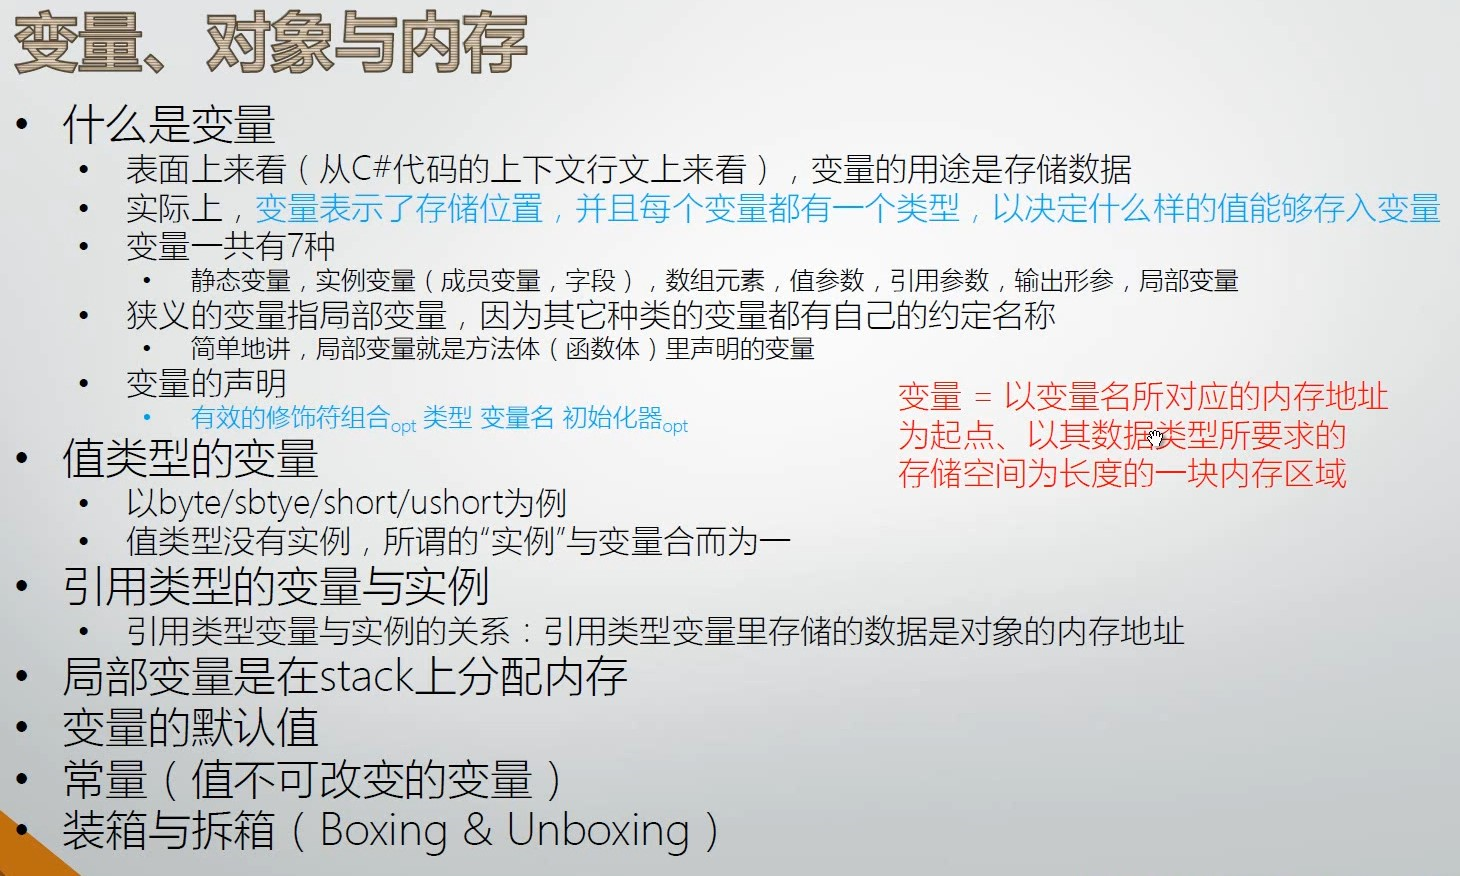 变量、对象与内存
• 什么是变量
• 表面上来看（从C#代码的上下文行文上来看），变量的用途是存储数据
• 实际上，变量表示了存储位置，并且每个变量都有一个类型，以决定什么样的值能够存入变量
• 变量一共有7种
• 静态变量，实例变量（成员变量，字段），数组元素，值参数，引用参数，输出形参，局部变量
• 狭义的变量指局部变量，因为其它种类的变量都有自己的约定名称
• 简单地讲，局部变量就是方法体（函数体）里声明的变量
• 变量的声明
• 有效的修饰符组合opt 类型 变量名 初始化器opt
变量 = 以变量名所对应的内存地址
为起点、以其数据类型所要求的
存储空间为长度的一块内存区域
• 值类型的变量
• 以byte/sbtye/short/ushort为例
• 值类型没有实例，所谓的“实例”与变量合而为一
• 引用类型的变量与实例
• 引用类型变量与实例的关系：引用类型变量里存储的数据是对象的内存地址
• 局部变量是在stack上分配内存
• 变量的默认值
• 常量（值不可改变的变量）
• 装箱与拆箱（Boxing & Unboxing）